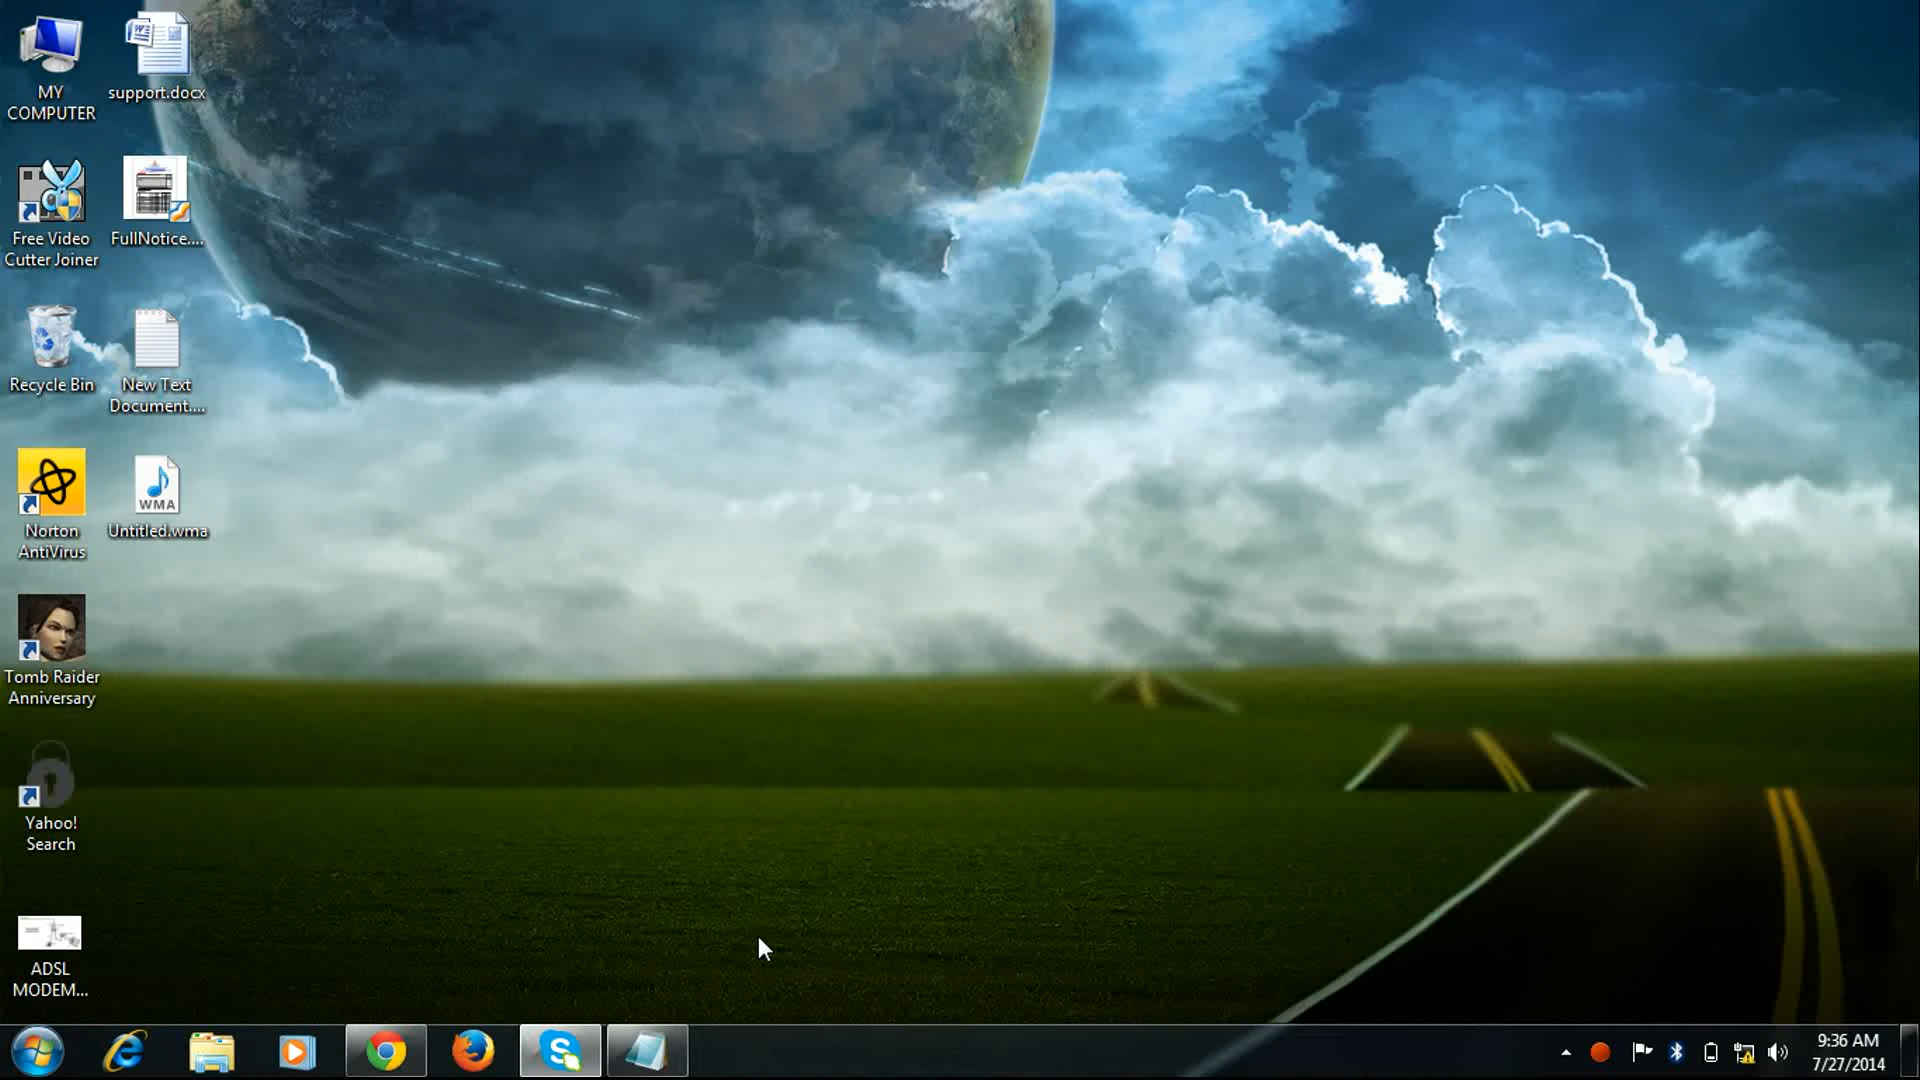 MY
COMPUTER
support.docx
Free Video
Cutter Joiner
FullNotice....
Recycle Bin
New Text
Document....
Norton
AntiVirus
WMA
Untitled.wma
Tomb Raider
Anniversary
Yahoo!
Search
ADSL
MODEM...
9:36 AM
7/27/2014